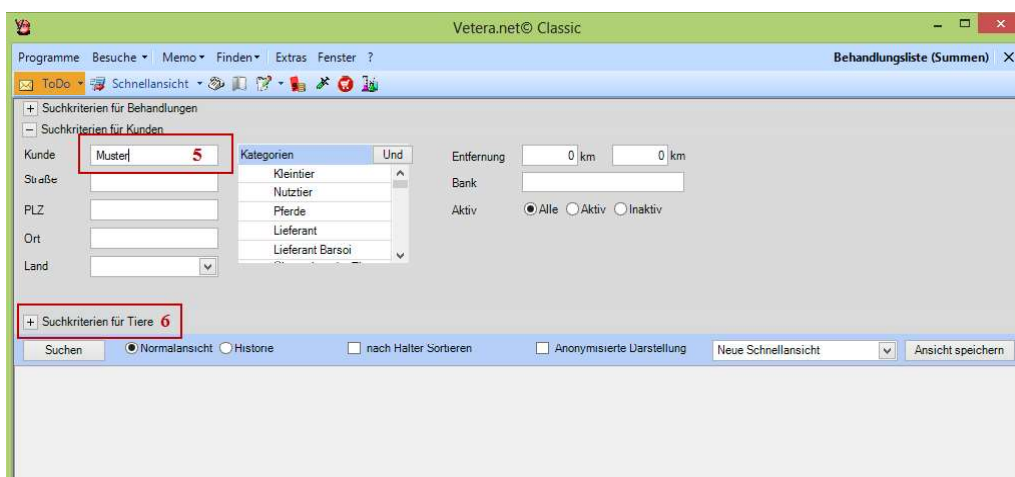 Vetera.net© Classic
Programme Besuche Memo Finden Extras Fenster ? Behandlungsliste (Summen) X
ToDo Schnellansicht
+ Suchkriterien für Behandlungen
− Suchkriterien für Kunden
Kunde Muster 5 Kategorien Und Entfernung 0 km 0 km
Kleintier
Straße Bank
Nutztier
PLZ Pferde Aktiv Alle Aktiv Inaktiv
Lieferant
Ort
Lieferant Barsoi
Land
+ Suchkriterien für Tiere 6
Suchen Normalansicht Historie nach Halter Sortieren Anonymisierte Darstellung Neue Schnellansicht Ansicht speichern